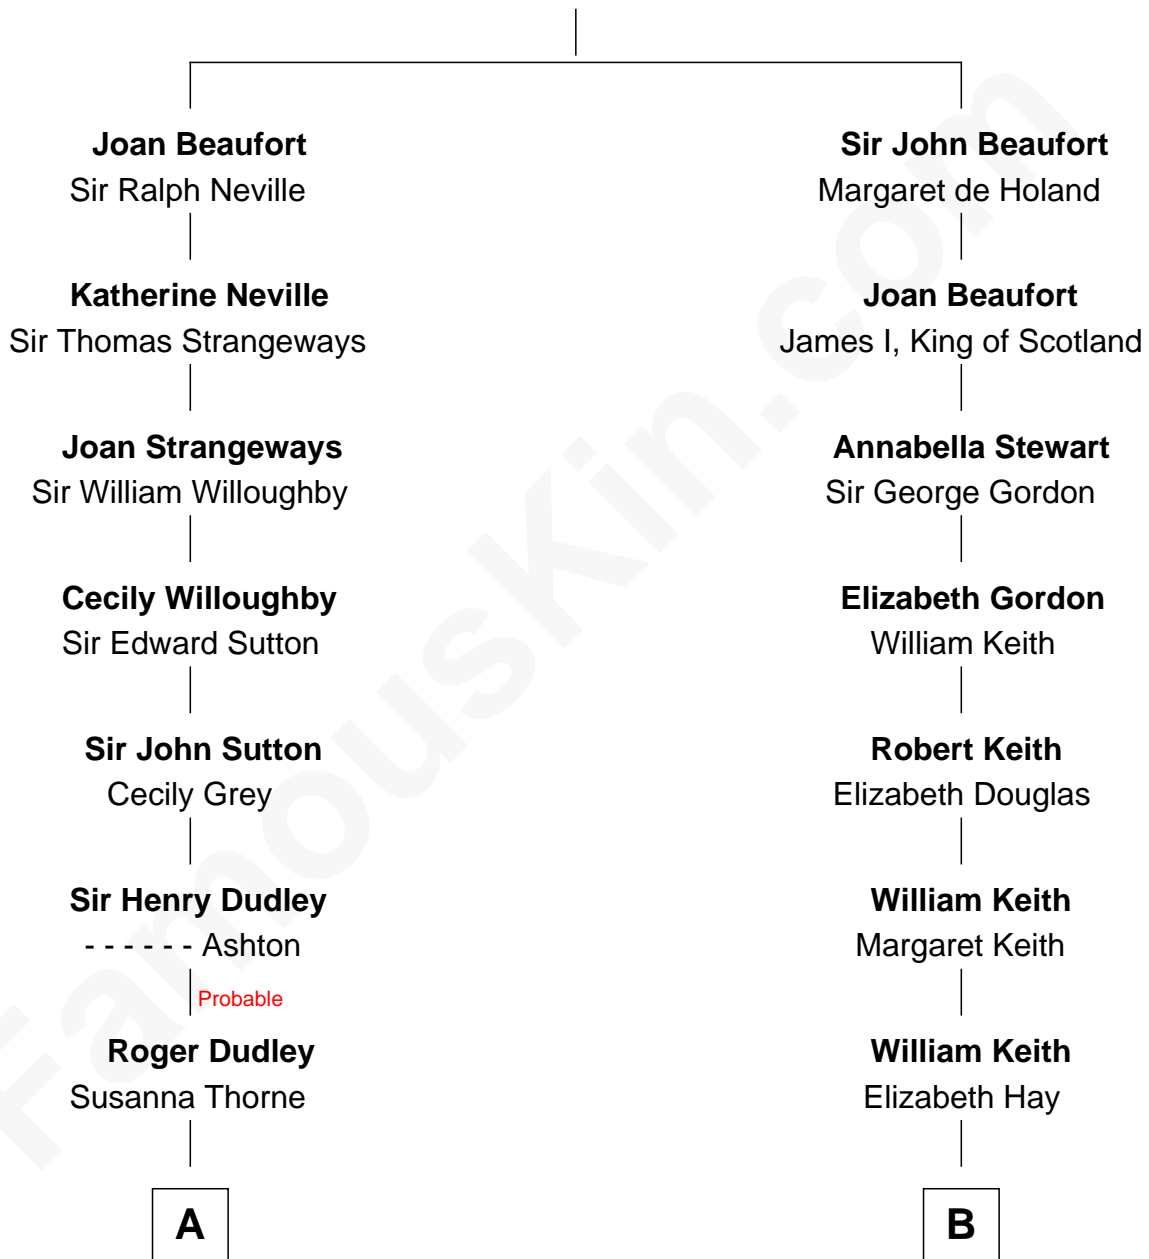 Joan Beaufort
Sir Ralph Neville
Katherine Neville
Sir Thomas Strangeways
Joan Strangeways
Sir William Willoughby
Cecily Willoughby
Sir Edward Sutton
Sir John Sutton
Cecily Grey
Sir Henry Dudley
- - - - - - Ashton
Probable
Roger Dudley
Susanna Thorne
A
Sir John Beaufort
Margaret de Holand
Joan Beaufort
James I, King of Scotland
Annabella Stewart
Sir George Gordon
Elizabeth Gordon
William Keith
Robert Keith
Elizabeth Douglas
William Keith
Margaret Keith
William Keith
Elizabeth Hay
B
FamousKin.com